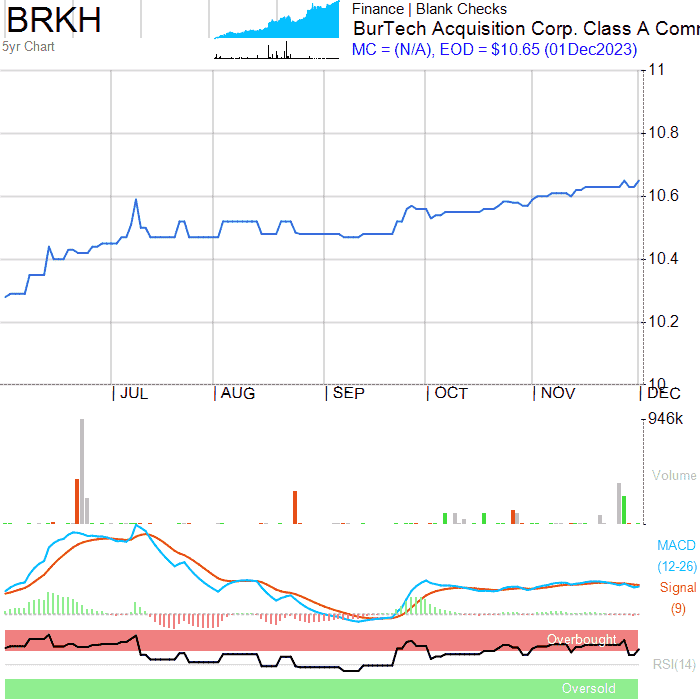 BRKH
5yr Chart
Finance | Blank Checks
BurTech Acquisition Corp. Class A Comm
MC = (N/A), EOD = $10.65 (01Dec2023)
11
10.8
10.6
10.4
10.2
10
JUL AUG SEP OCT NOV DEC
946k
Volume
MACD
(12-26)
Signal
(9)
Overbought
RSI(14)
Oversold